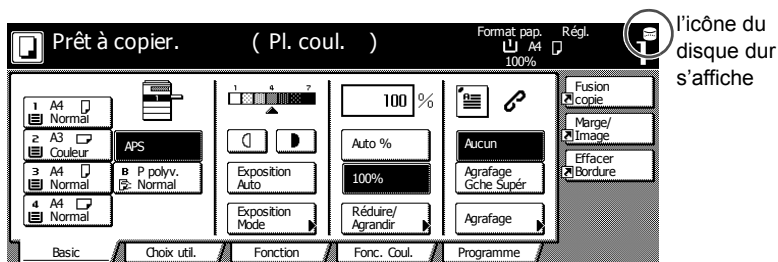 Prêt à copier. ( Pl. coul. )
Format pap. Régl.
A4
100%
1
l'icône du
disque dur
s'affiche
1 A4
Normal
2 A3
Couleur
3 A4
Normal
4 A4
Normal
APS
B P polyv.
Normal
1 4 7
Exposition
Auto
Exposition
Mode
100 %
Auto %
100%
Réduire/
Agrandir
Aucun
Agrafage
Gche Supér
Agrafage
Fusion
copie
Marge/
Image
Effacer
Bordure
Basic
Choix util.
Fonction
Fonc. Coul.
Programme